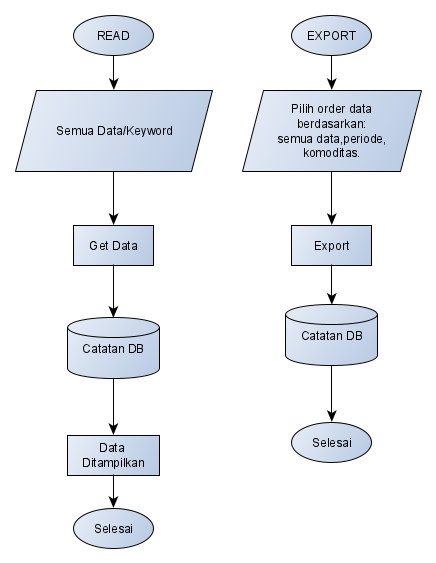 READ
Semua Data/Keyword
Get Data
Catatan DB
Data
Ditampilkan
Selesai
EXPORT
Pilih order data
berdasarkan:
semua data,periode,
komoditas.
Export
Catatan DB
Selesai